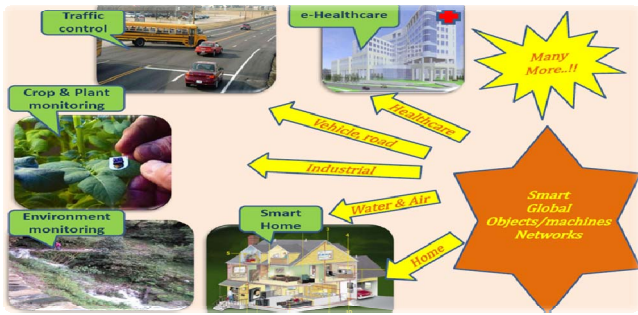 Traffic
control
e-Healthcare
Many
More..!!
Crop & Plant
monitoring
Healthcare
Vehicle, road
Industrial
Smart
Global
Objects/machines
Networks
Water & Air
Environment
monitoring
Smart
Home
Home